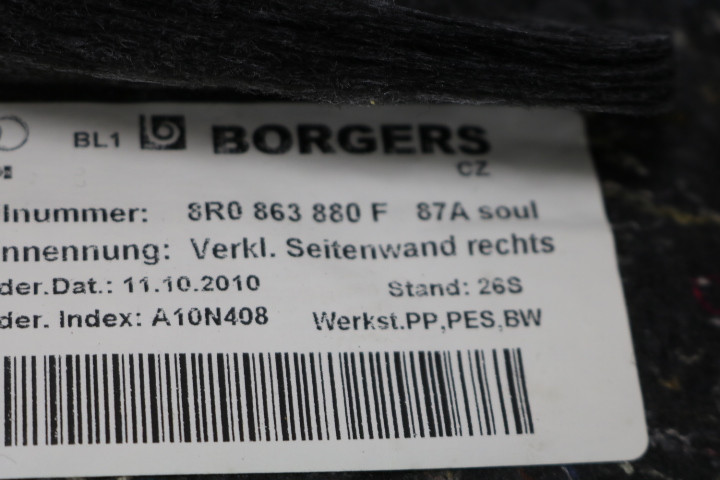 BL1 BORGERS
CZ
lnummer: 8R0 863 880 F 87A soul
nnennung: Verkl. Seitenwand rechts
der.Dat.: 11.10.2010 Stand: 26S
der. Index: A10N408 Werkst.PP,PES,BW